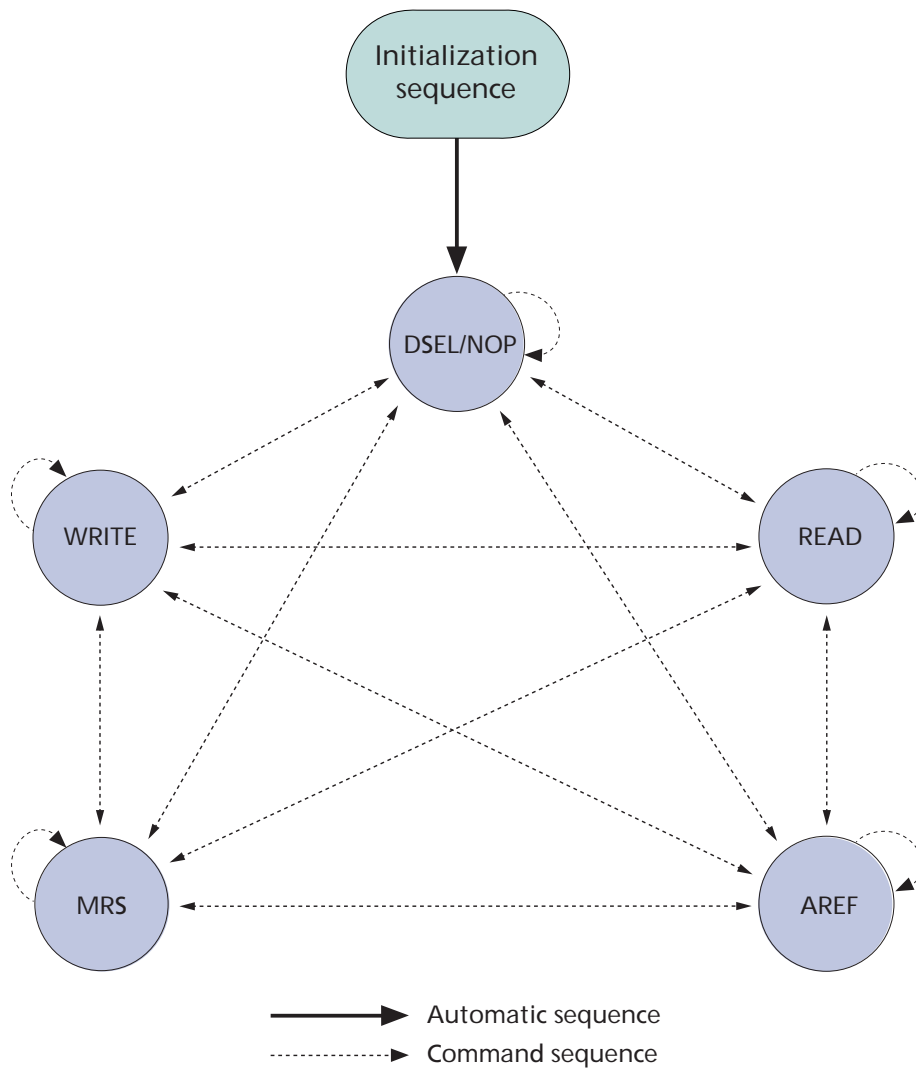 Initialization
sequence
DSEL/NOP
WRITE
READ
MRS
AREF
Automatic sequence
Command sequence